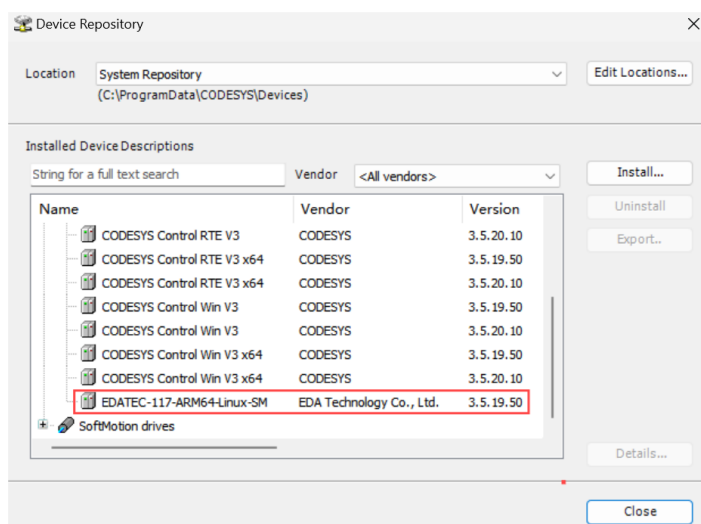 Device Repository
Location System Repository Edit Locations...
(C:\ProgramData\CODESYS\Devices)
Installed Device Descriptions
String for a full text search Vendor <All vendors> Install...
Name Vendor Version Uninstall
CODESYS Control RTE V3 CODESYS 3.5.20.10 Export..
CODESYS Control RTE V3 x64 CODESYS 3.5.19.50
CODESYS Control RTE V3 x64 CODESYS 3.5.20.10
CODESYS Control Win V3 CODESYS 3.5.19.50
CODESYS Control Win V3 CODESYS 3.5.20.10
CODESYS Control Win V3 x64 CODESYS 3.5.19.50
CODESYS Control Win V3 x64 CODESYS 3.5.20.10
EDATEC-117-ARM64-Linux-SM EDA Technology Co., Ltd. 3.5.19.50
SoftMotion drives
Details...
Close